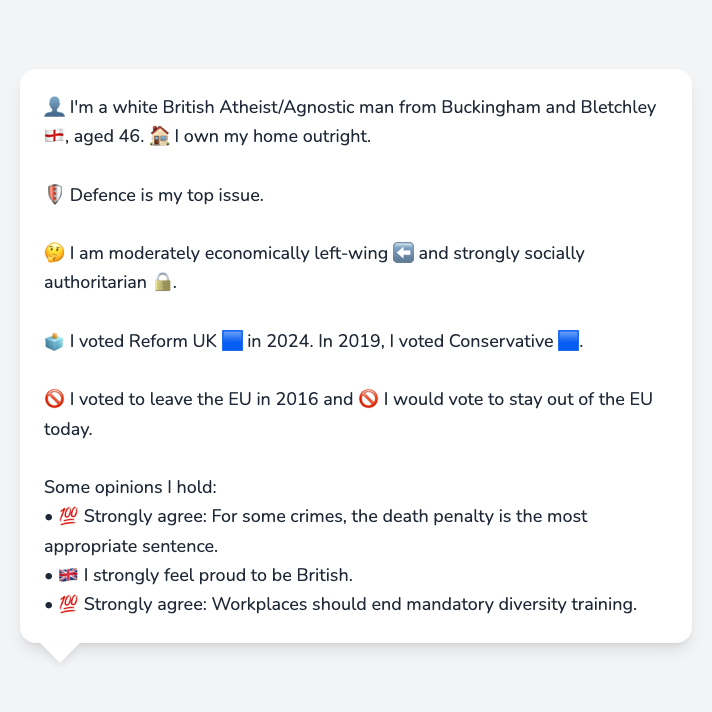 👤 I'm a white British Atheist/Agnostic man from Buckingham and Bletchley
🏴󠁧󠁢󠁥󠁮󠁧󠁿, aged 46. 🏠 I own my home outright.
🛡️ Defence is my top issue.
🤔 I am moderately economically left-wing ⬅️ and strongly socially
authoritarian 🔒.
🗳️ I voted Reform UK 🟦 in 2024. In 2019, I voted Conservative 🟦.
🚫 I voted to leave the EU in 2016 and 🚫 I would vote to stay out of the EU
today.
Some opinions I hold:
• 💯 Strongly agree: For some crimes, the death penalty is the most
appropriate sentence.
• 🇬🇧 I strongly feel proud to be British.
• 💯 Strongly agree: Workplaces should end mandatory diversity training.